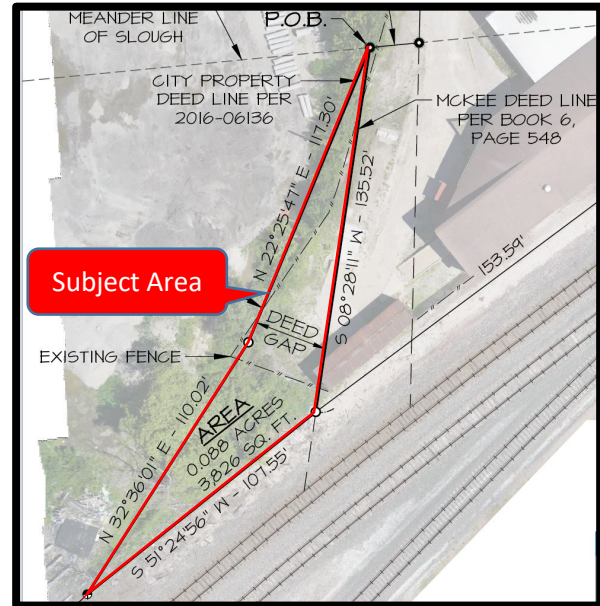 MEANDER LINE
OF SLOUGH
P.O.B.
CITY PROPERTY
DEED LINE PER
2016-06136
MCKEE DEED LINE
PER BOOK 6,
PAGE 548
N 22°25'47" E - 117.30'
S 08°28'11" W - 135.52'
153.59'
Subject Area
DEED
GAP
EXISTING FENCE
AREA
0.088 ACRES
3,826 SQ. FT.
N 32°36'01" E - 110.02'
S 51°24'56" W - 107.55'